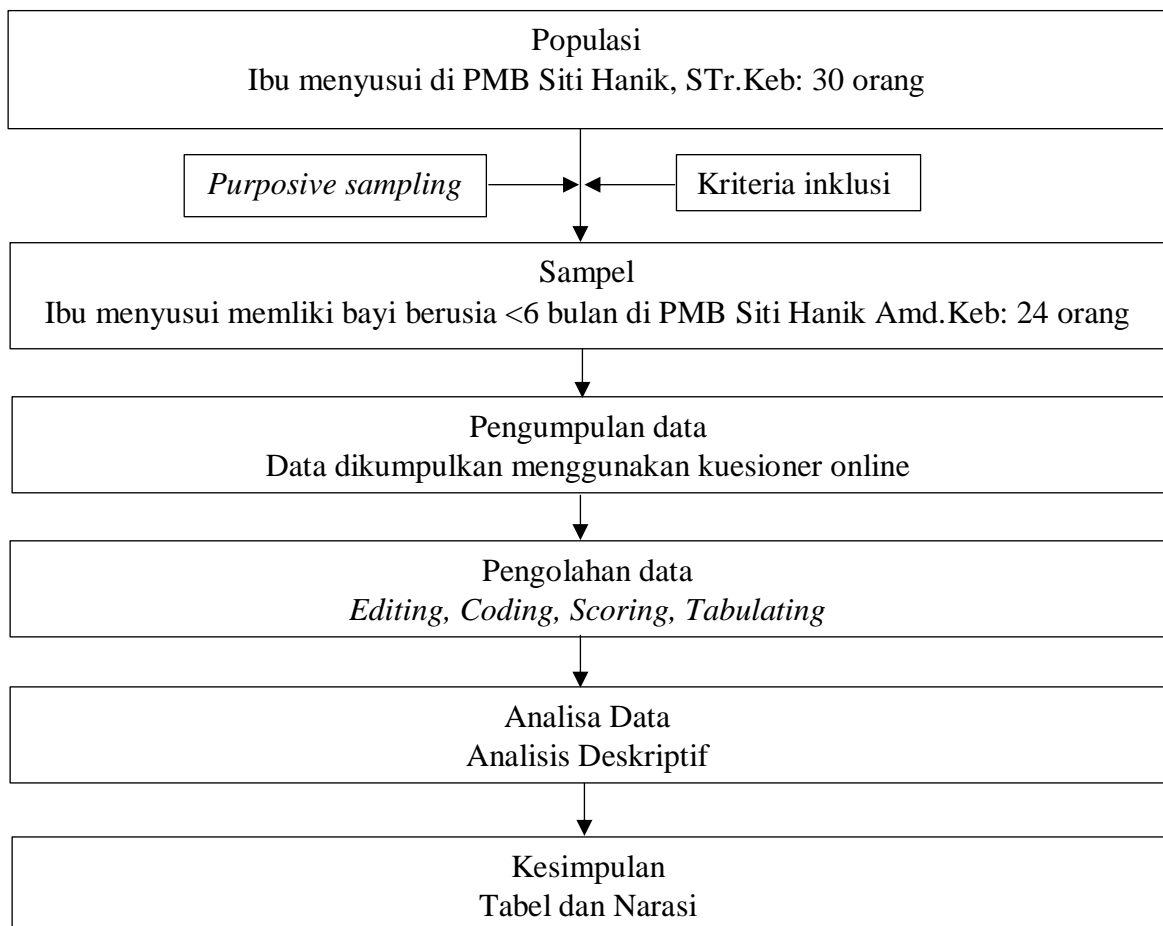 Populasi
Ibu menyusui di PMB Siti Hanik, STr.Keb: 30 orang
Purposive sampling
Kriteria inklusi
Sampel
Ibu menyusui memliki bayi berusia <6 bulan di PMB Siti Hanik Amd.Keb: 24 orang
Pengumpulan data
Data dikumpulkan menggunakan kuesioner online
Pengolahan data
Editing, Coding, Scoring, Tabulating
Analisa Data
Analisis Deskriptif
Kesimpulan
Tabel dan Narasi